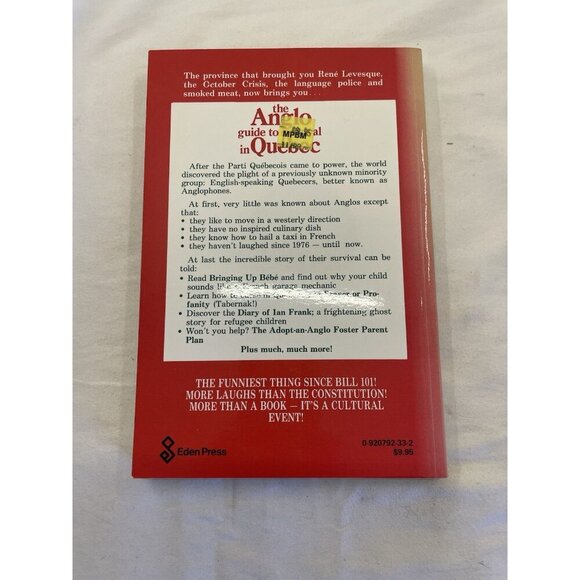 The province that brought you René Levesque,
the October Crisis, the language police and
smoked meat, now brings you . . .
the
Anglo
guide to al
in Quebec
MPBM
After the Parti Québecois came to power, the world
discovered the plight of a previously unknown minority
group: English-speaking Quebecers, better known as
Anglophones.
At first, very little was known about Anglos except
that:
• they like to move in a westerly direction
• they have no inspired culinary dish
• they know how to hail a taxi in French
• they haven't laughed since 1976 — until now.
At last the incredible story of their survival can be
told:
• Read Bringing Up Bébé and find out why your child
sounds like a French garage mechanic
• Learn how to or Pro-
fanity (Tabernak!)
• Discover the Diary of Ian Frank; a frightening ghost
story for refugee children
• Won't you help? The Adopt-an-Anglo Foster Parent
Plan
Plus much, much more!
THE FUNNIEST THING SINCE BILL 101!
MORE LAUGHS THAN THE CONSTITUTION!
MORE THAN A BOOK — IT'S A CULTURAL
EVENT!
Eden Press
0-920792-33-2
$9.95